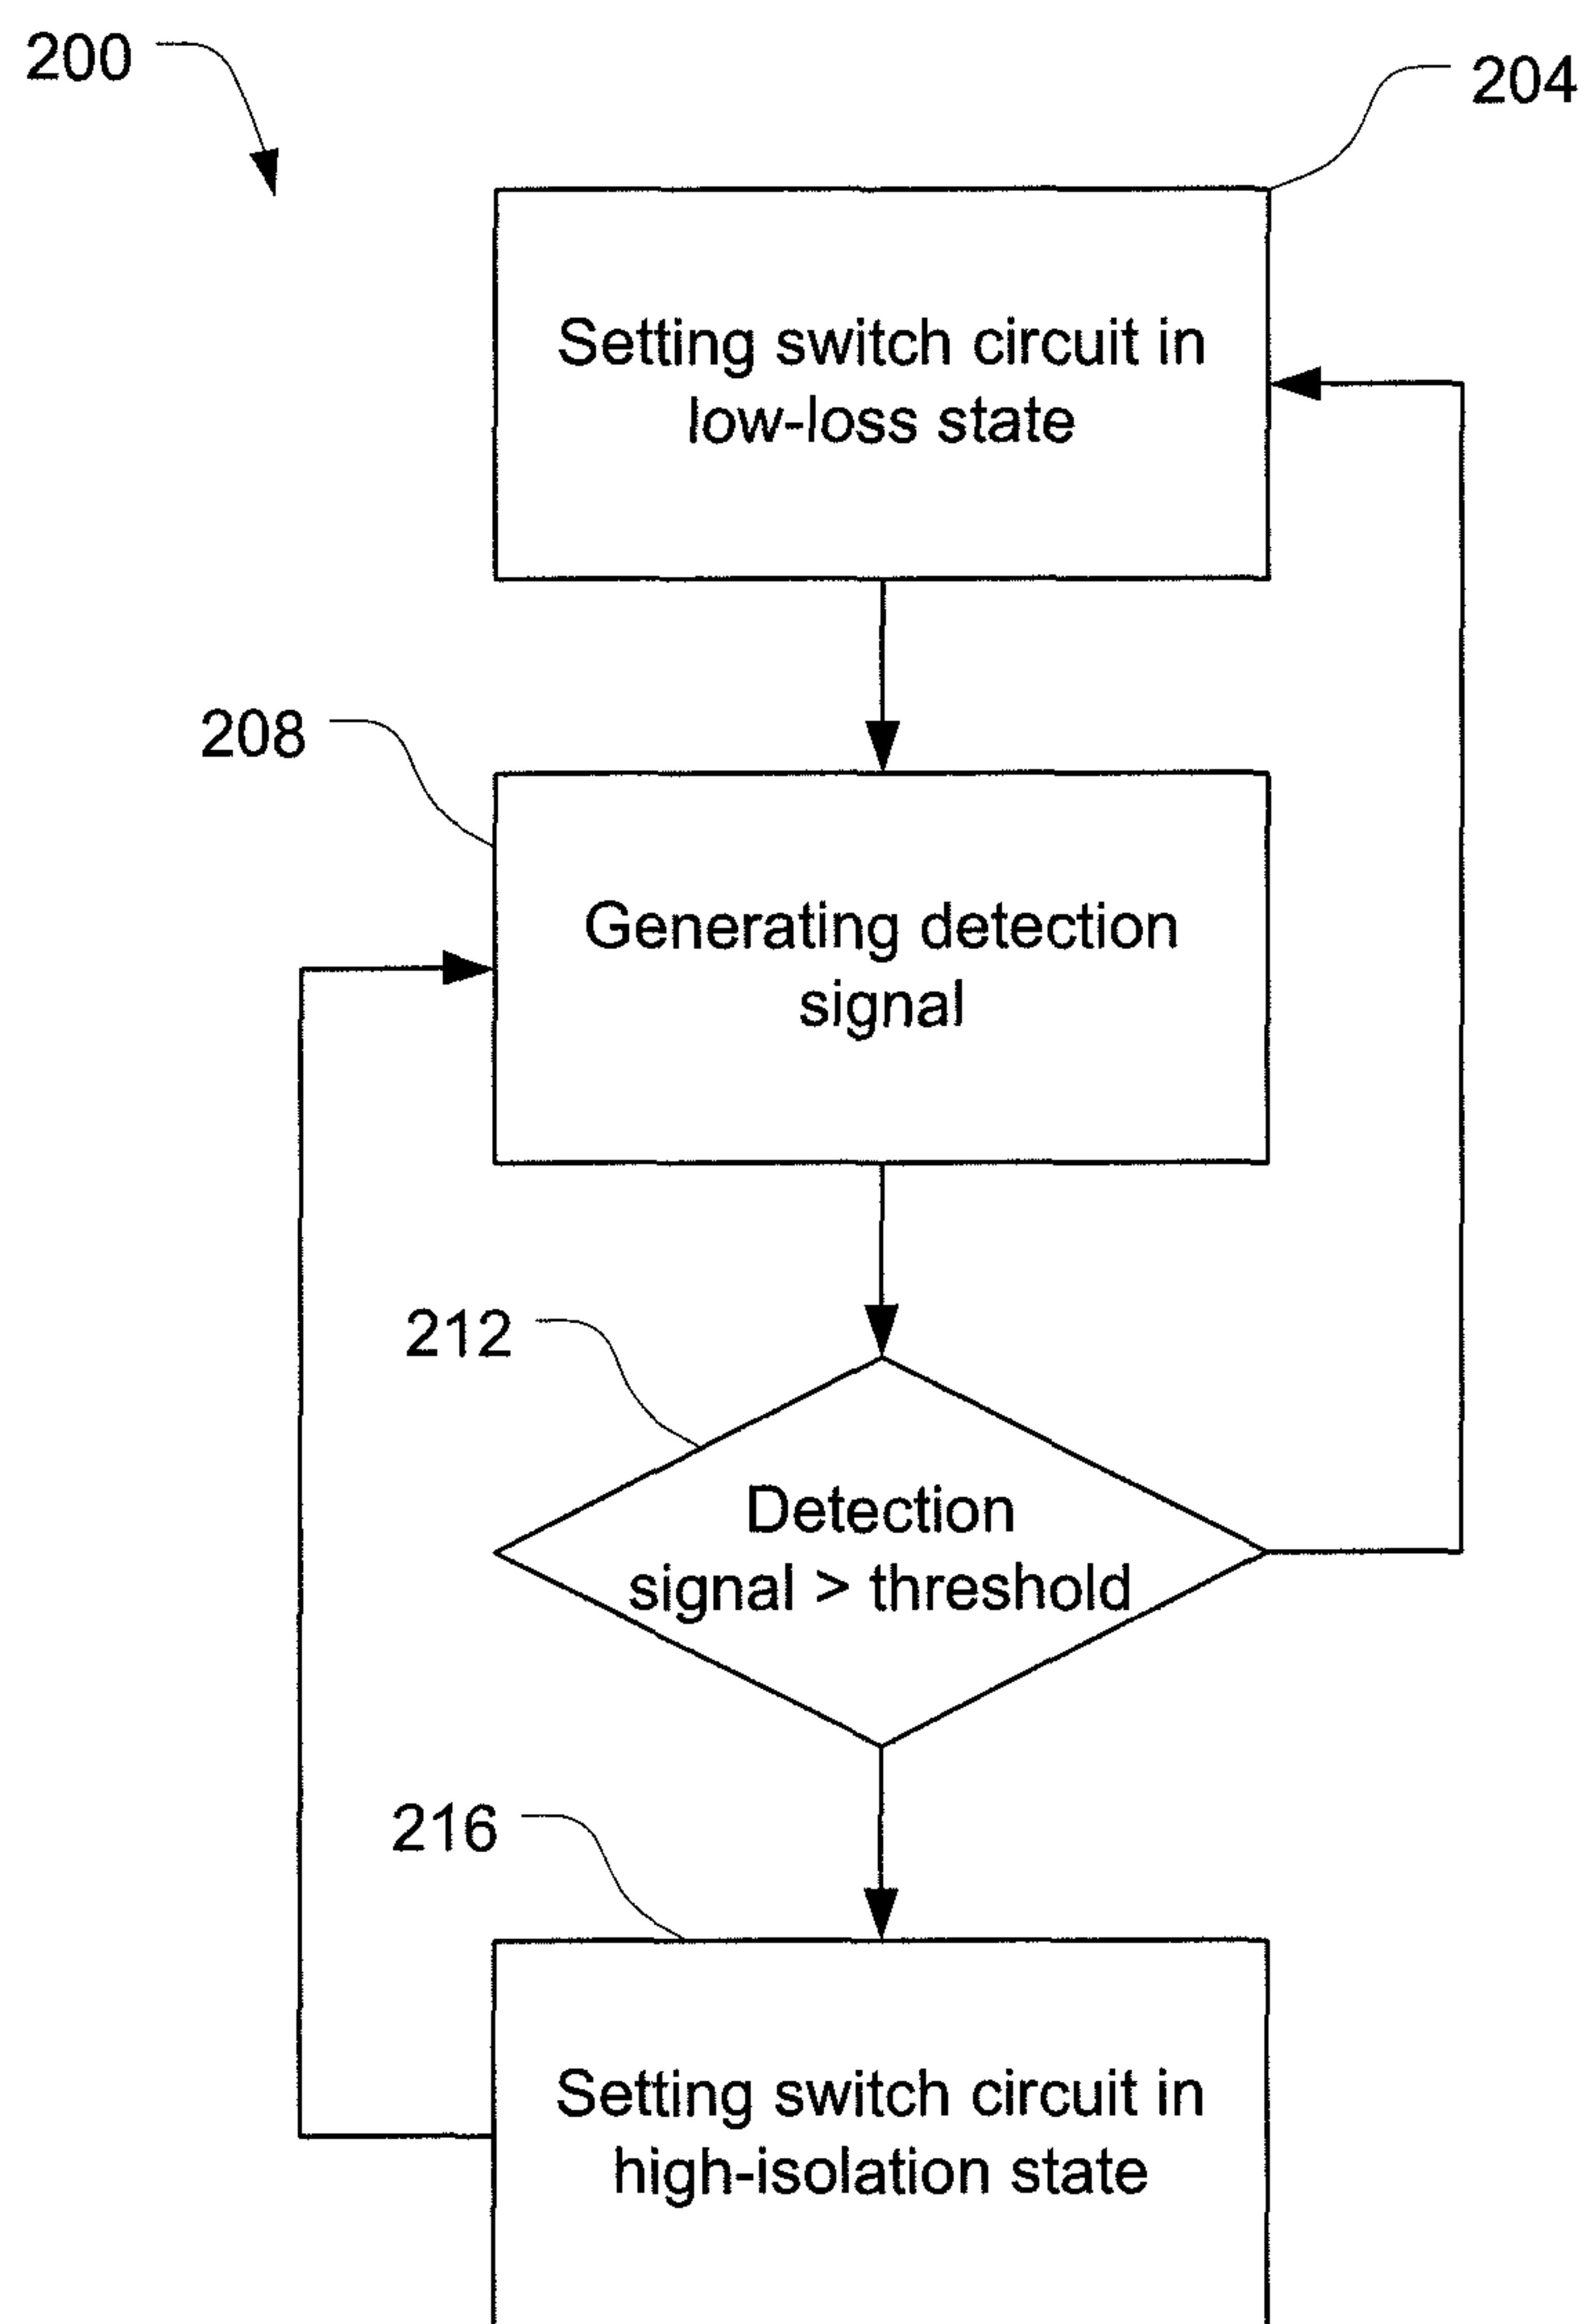 200
204
Setting switch circuit in
low-loss state
208
Generating detection
signal
212
Detection
signal > threshold
216
Setting switch circuit in
high-isolation state